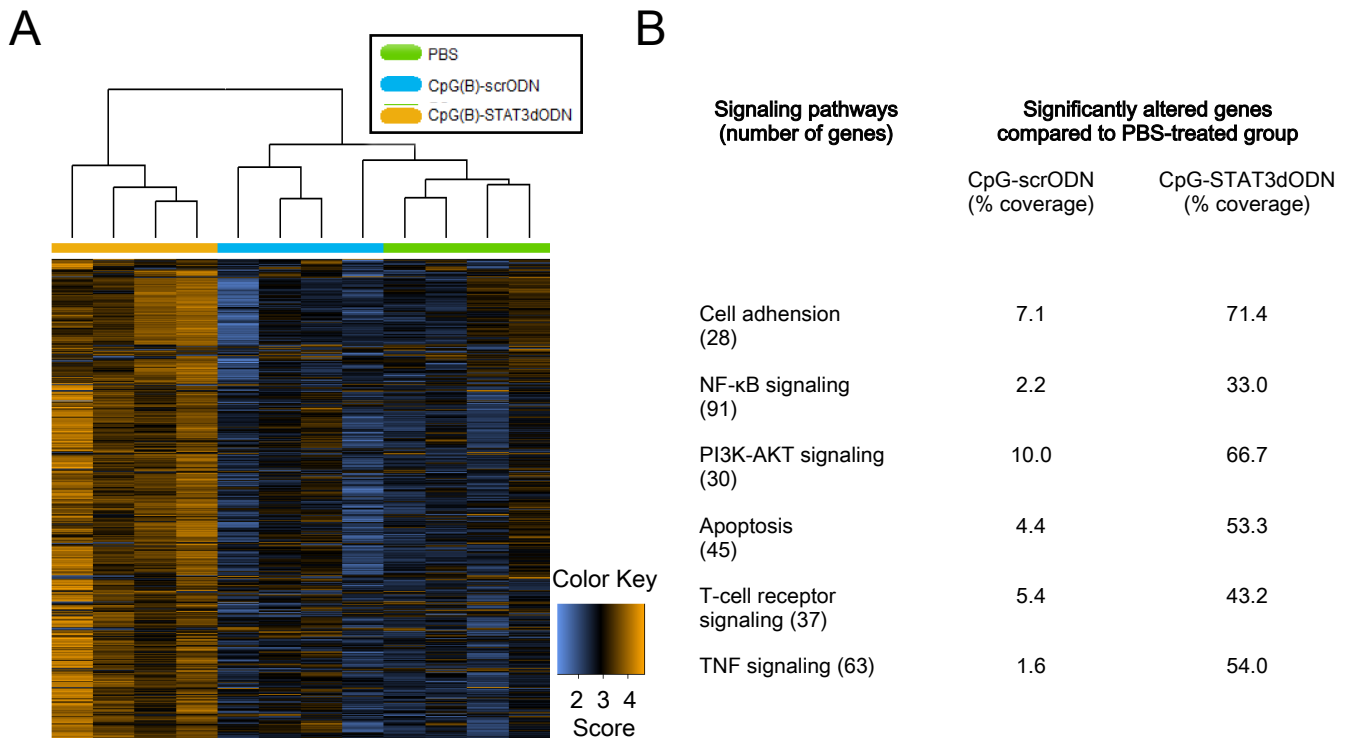 A
PBS
CpG(B)-scrODN
CpG(B)-STAT3dODN
Color Key
2 3 4
Score
B
Signaling pathways
(number of genes)
Significantly altered genes
compared to PBS-treated group
CpG-scrODN
(% coverage)
CpG-STAT3dODN
(% coverage)
Cell adhension
(28)
7.1
71.4
NF-κB signaling
(91)
2.2
33.0
PI3K-AKT signaling
(30)
10.0
66.7
Apoptosis
(45)
4.4
53.3
T-cell receptor
signaling (37)
5.4
43.2
TNF signaling (63)
1.6
54.0